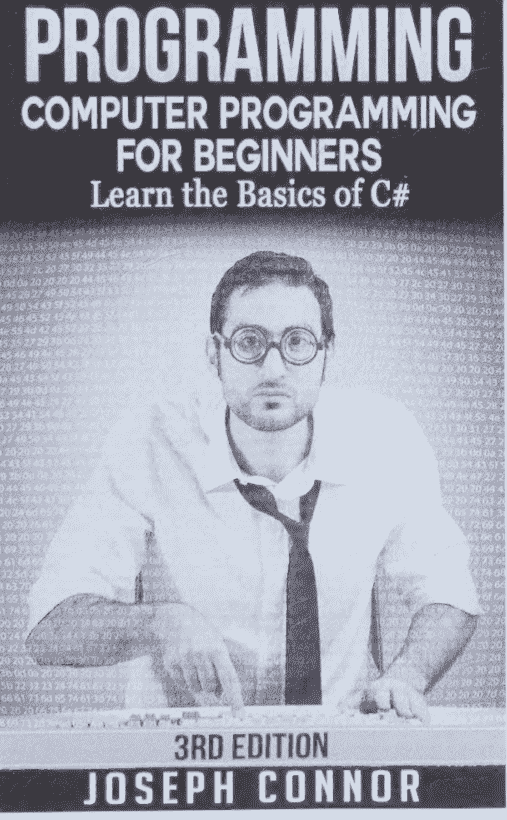 PROGRAMMING
COMPUTER PROGRAMMING
FOR BEGINNERS
Learn the Basics of C#
3RD EDITION
JOSEPH CONNOR